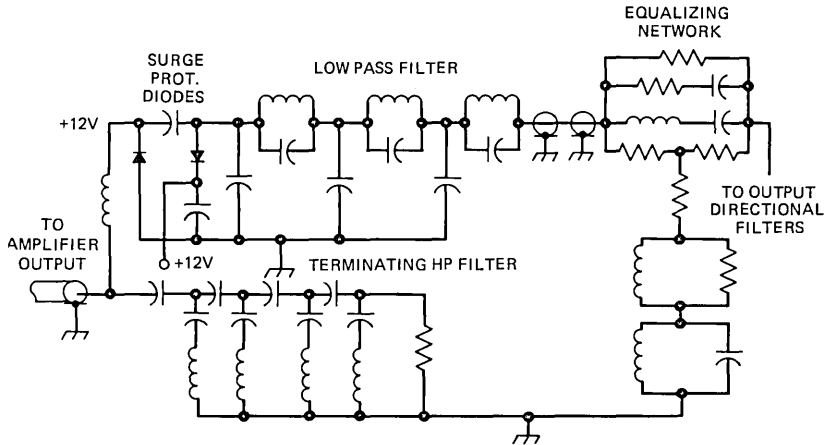 EQUALIZING
NETWORK
SURGE
PROT.
DIODES
LOW PASS FILTER
+12V
TO OUTPUT
DIRECTIONAL
FILTERS
TO
AMPLIFIER
OUTPUT
+12V
TERMINATING HP FILTER